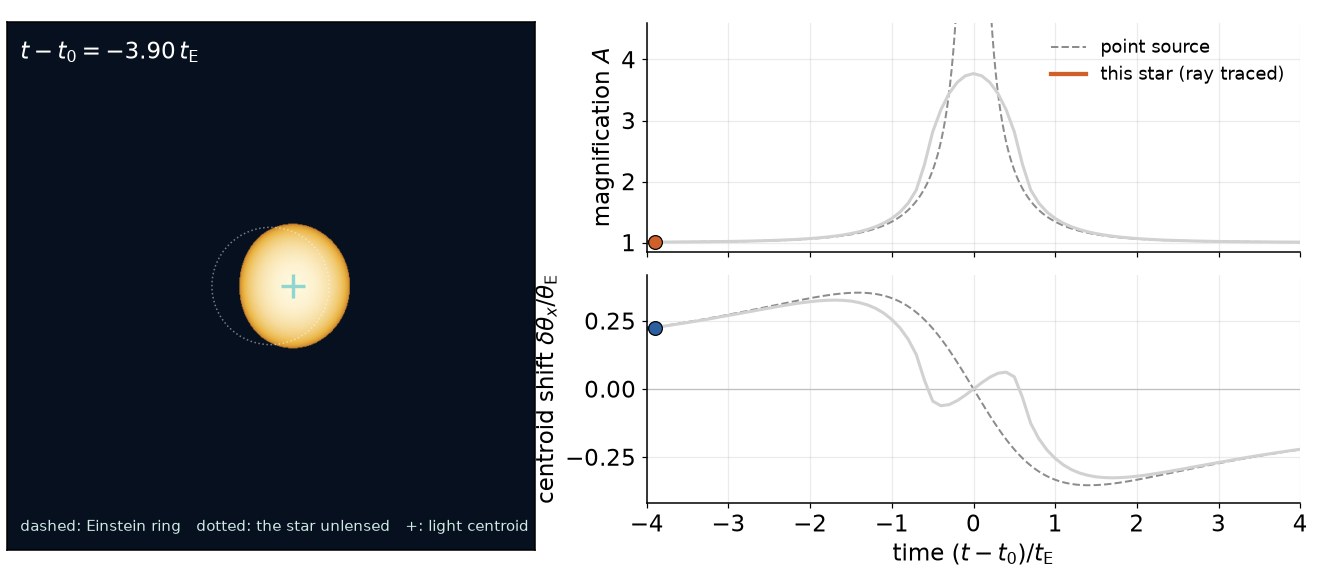 t − t₀ = −3.90 t_E
dashed: Einstein ring dotted: the star unlensed +: light centroid
magnification A
4
3
2
1
point source
this star (ray traced)
centroid shift δθₓ/θ_E
0.25
0.00
−0.25
−4 −3 −2 −1 0 1 2 3 4
time (t − t₀)/t_E